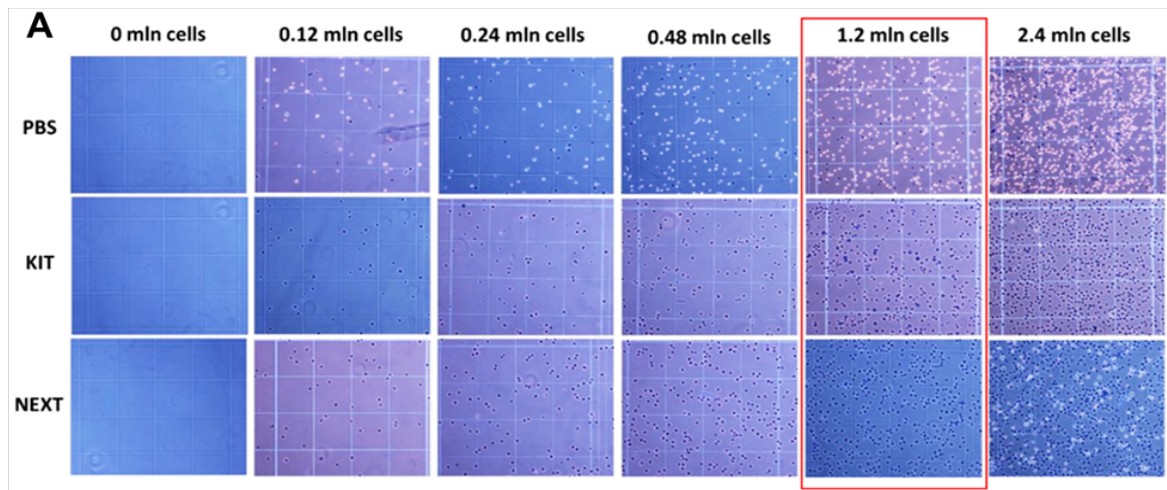 A
0 mln cells 0.12 mln cells 0.24 mln cells 0.48 mln cells 1.2 mln cells 2.4 mln cells
PBS
KIT
NEXT